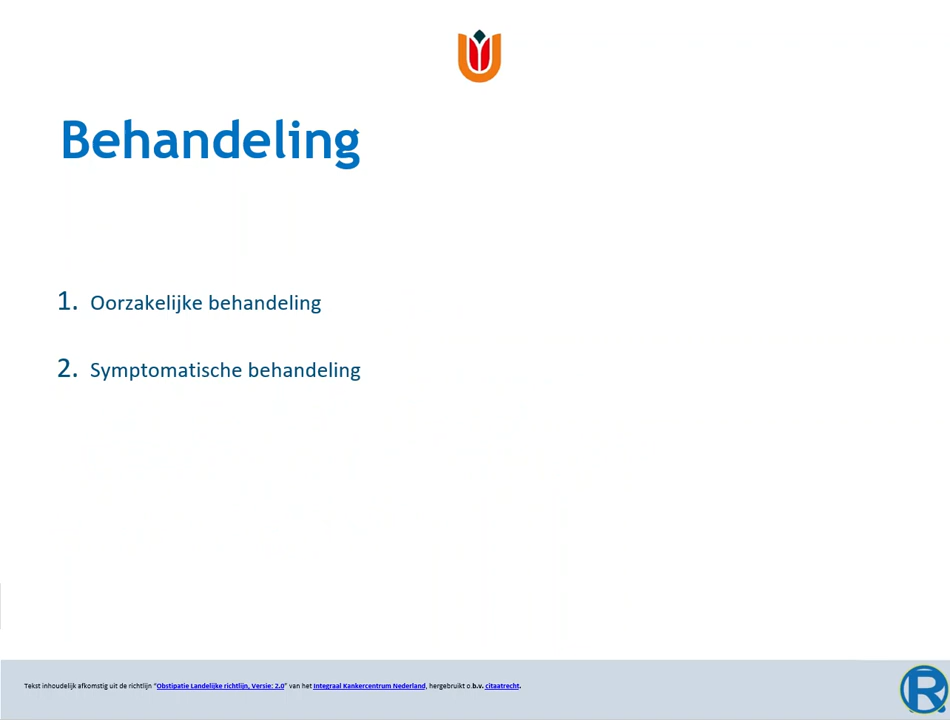 Behandeling
1. Oorzakelijke behandeling
2. Symptomatische behandeling
Tekst inhoudelijk afkomstig uit de richtlijn "Obstipatie Landelijke richtlijn, Versie: 2.0" van het Integraal Kankercentrum Nederland, hergebruikt o.b.v. citaatrecht.
R